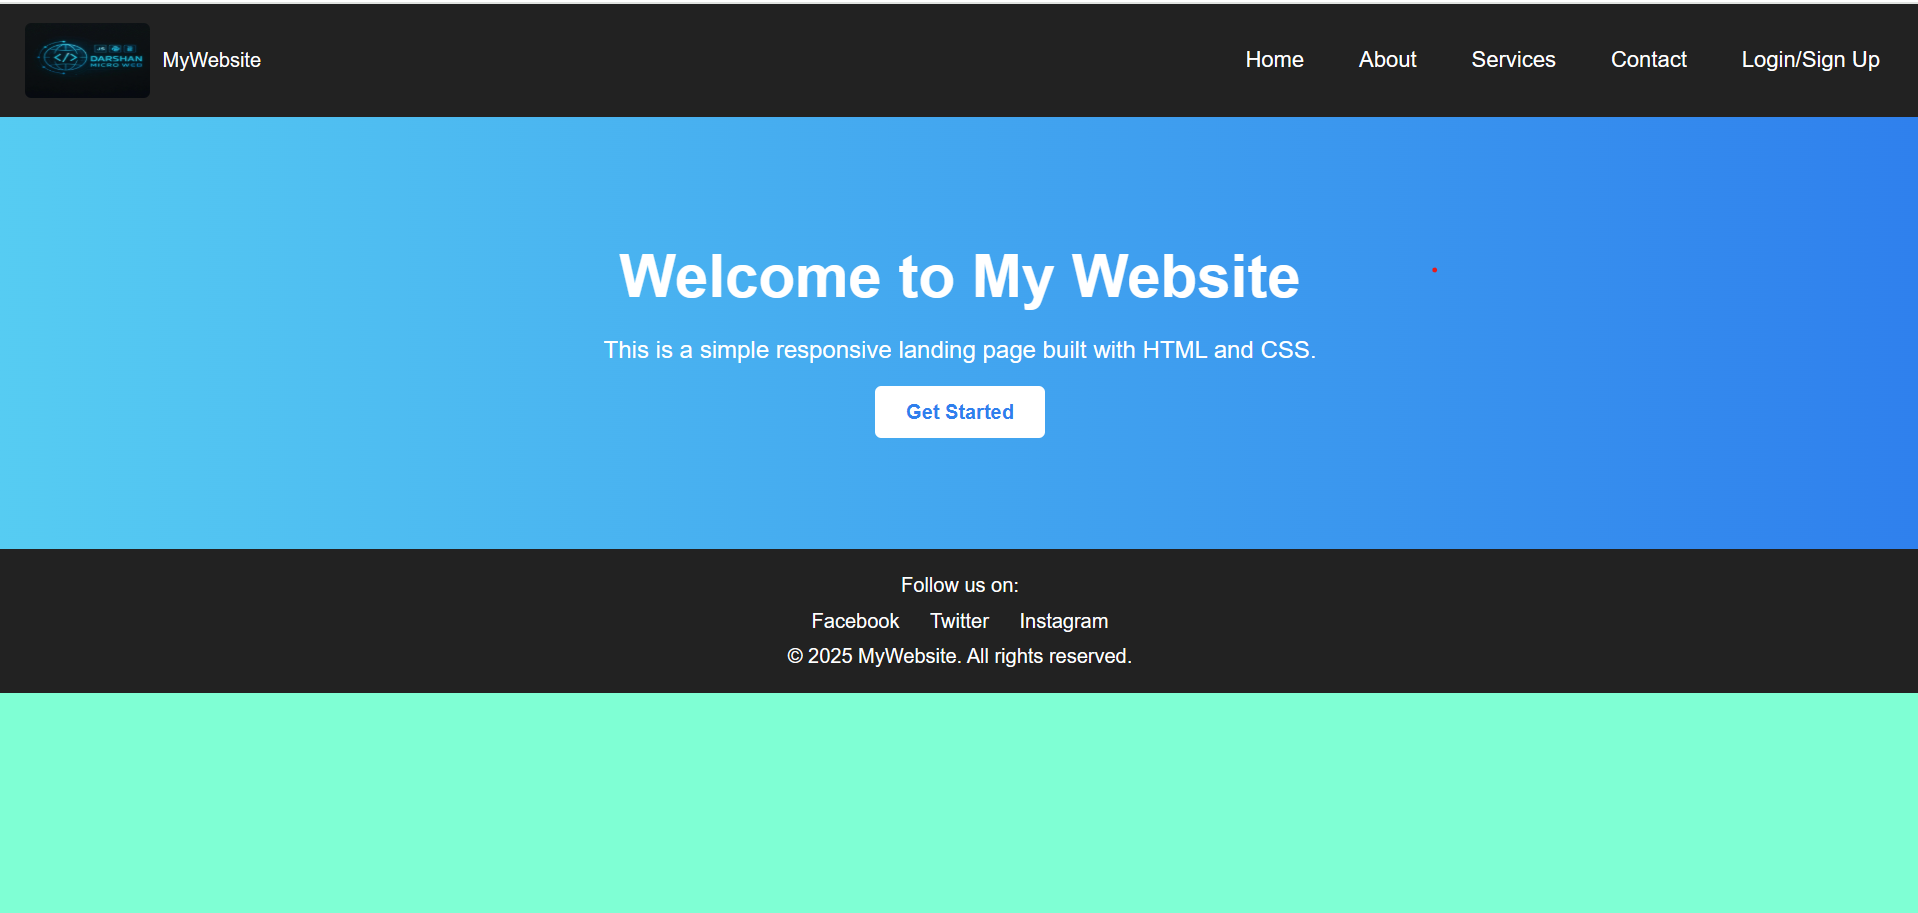 DARSHAN
MICRO WEB
MyWebsite
Home
About
Services
Contact
Login/Sign Up
Welcome to My Website
This is a simple responsive landing page built with HTML and CSS.
Get Started
Follow us on:
Facebook Twitter Instagram
© 2025 MyWebsite. All rights reserved.